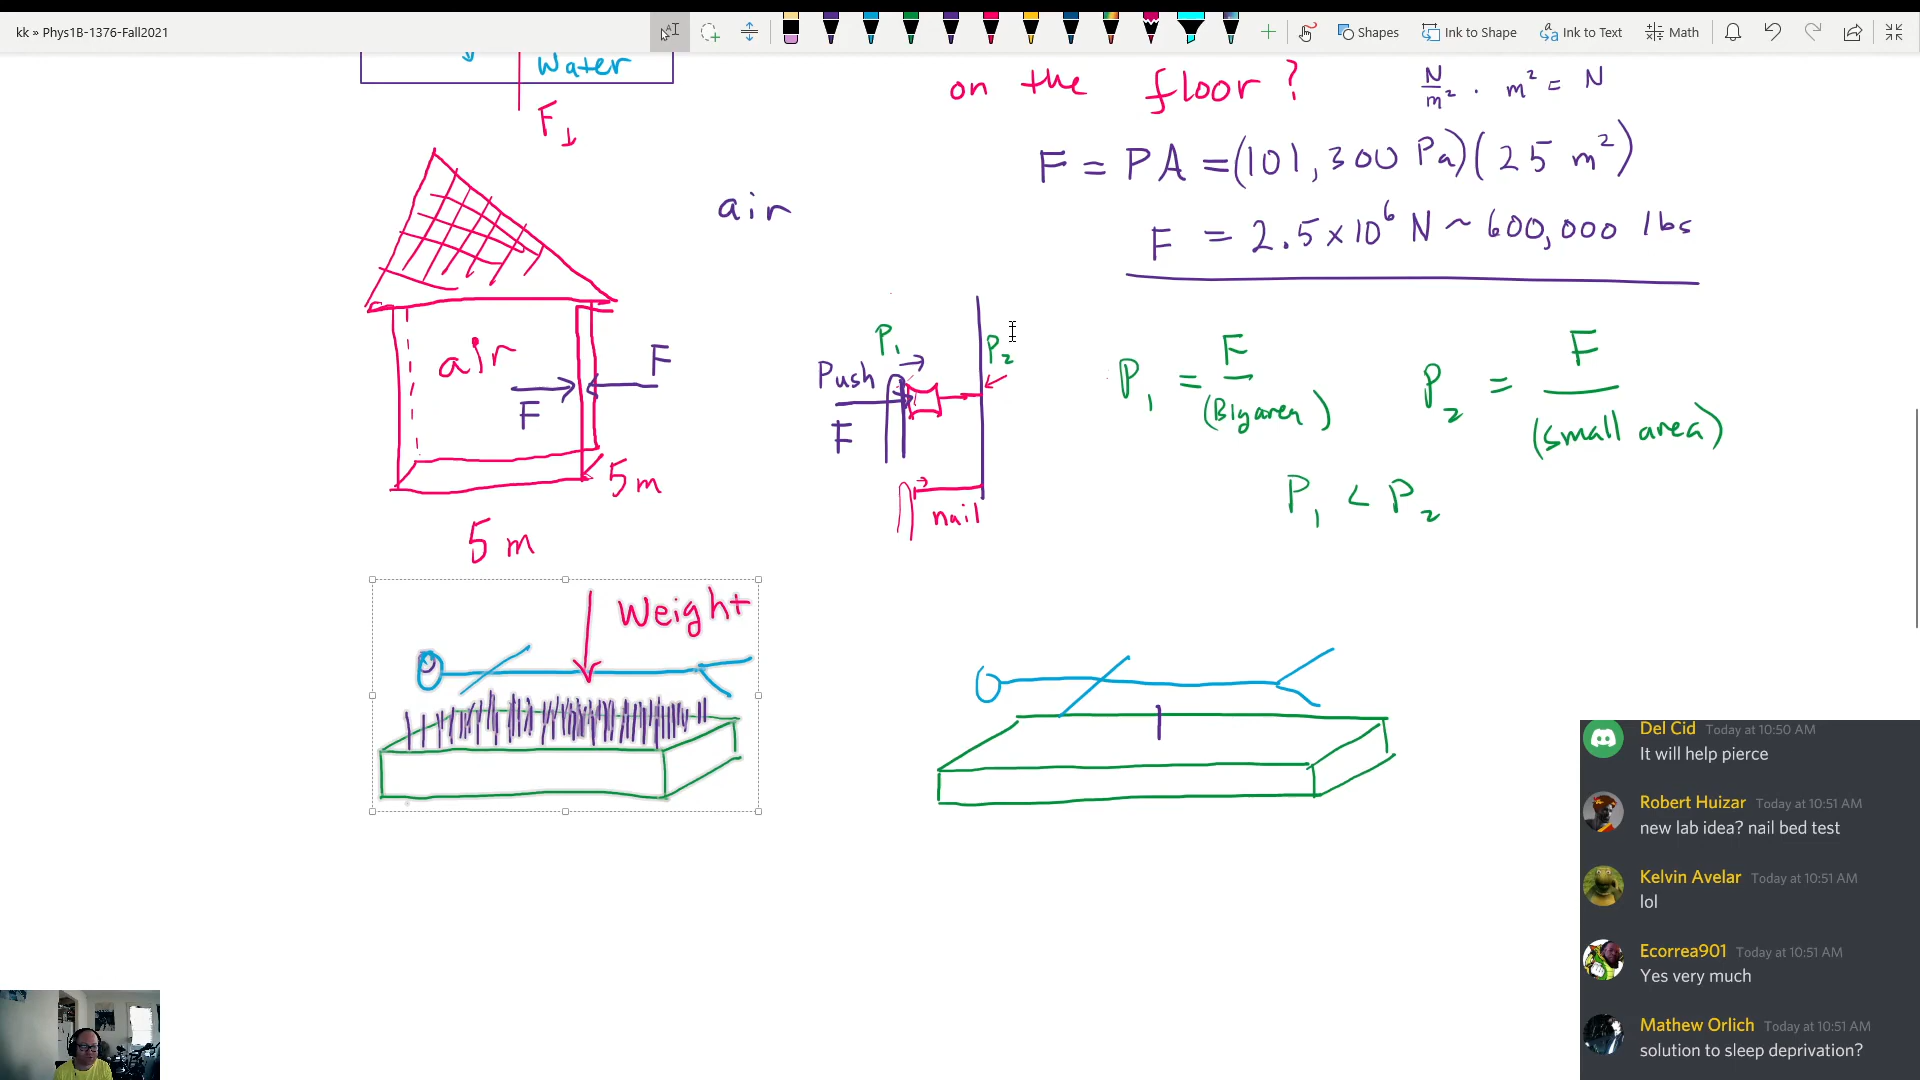 kk » Phys1B-1376-Fall2021
Shapes
Ink to Shape
Ink to Text
Math
Water
F
on the floor?
N/m² · m² = N
F = PA = (101,300 Pa)(25 m²)
F = 2.5×10⁶ N ~ 600,000 lbs
air
air
F
F
5 m
5 m
P₁
P₂
Push
F
nail
P₁ = F/(Big area)
P₂ = F/(small area)
P₁ < P₂
Weight
Del Cid Today at 10:50 AM
It will help pierce
Robert Huizar Today at 10:51 AM
new lab idea? nail bed test
Kelvin Avelar Today at 10:51 AM
lol
Ecorrea901 Today at 10:51 AM
Yes very much
Mathew Orlich Today at 10:51 AM
solution to sleep deprivation?